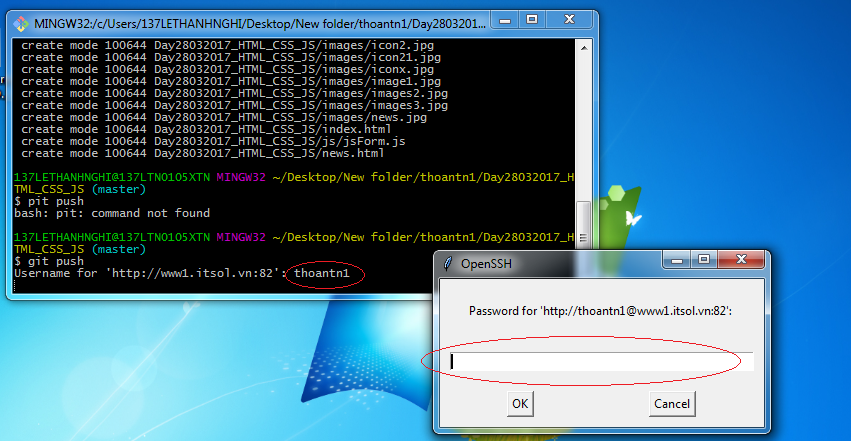 MINGW32:/c/Users/137LETHANHNGHI/Desktop/New folder/thoantn1/Day2803201...
create mode 100644 Day28032017_HTML_CSS_JS/images/icon2.jpg
create mode 100644 Day28032017_HTML_CSS_JS/images/icon21.jpg
create mode 100644 Day28032017_HTML_CSS_JS/images/iconx.jpg
create mode 100644 Day28032017_HTML_CSS_JS/images/image1.jpg
create mode 100644 Day28032017_HTML_CSS_JS/images/images2.jpg
create mode 100644 Day28032017_HTML_CSS_JS/images/images3.jpg
create mode 100644 Day28032017_HTML_CSS_JS/images/news.jpg
create mode 100644 Day28032017_HTML_CSS_JS/index.html
create mode 100644 Day28032017_HTML_CSS_JS/js/jsForm.js
create mode 100644 Day28032017_HTML_CSS_JS/news.html
137LETHANHNGHI@137LTN0105XTN MINGW32 ~/Desktop/New folder/thoantn1/Day28032017_H
TML_CSS_JS (master)
$ pit push
bash: pit: command not found
137LETHANHNGHI@137LTN0105XTN MINGW32 ~/Desktop/New folder/thoantn1/Day28032017_H
TML_CSS_JS (master)
$ git push
Username for 'http://www1.itsol.vn:82': thoantn1
OpenSSH
Password for 'http://thoantn1@www1.itsol.vn:82':
OK
Cancel